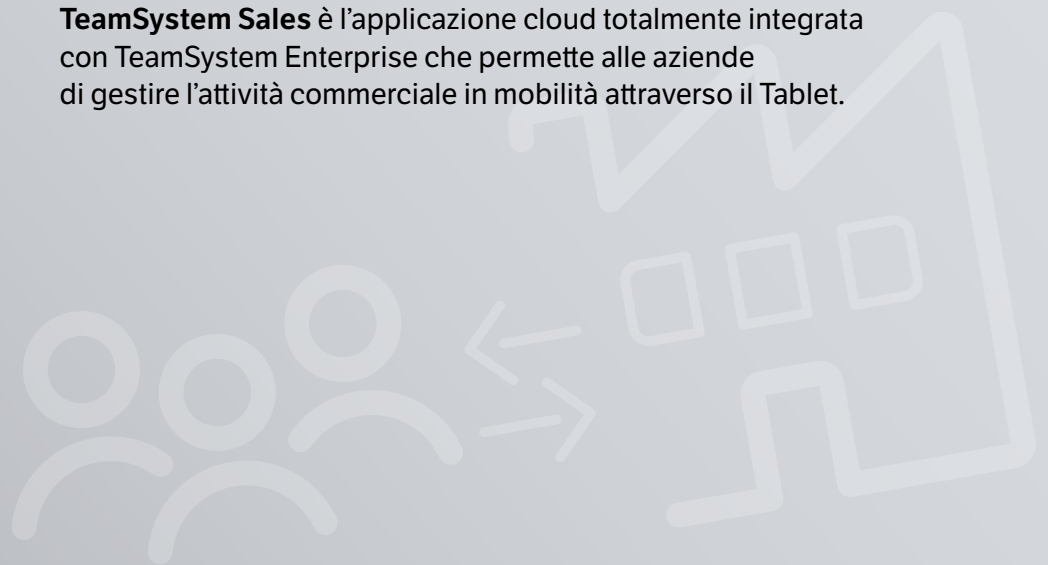 TeamSystem Sales è l’applicazione cloud totalmente integrata
con TeamSystem Enterprise che permette alle aziende
di gestire l’attività commerciale in mobilità attraverso il Tablet.